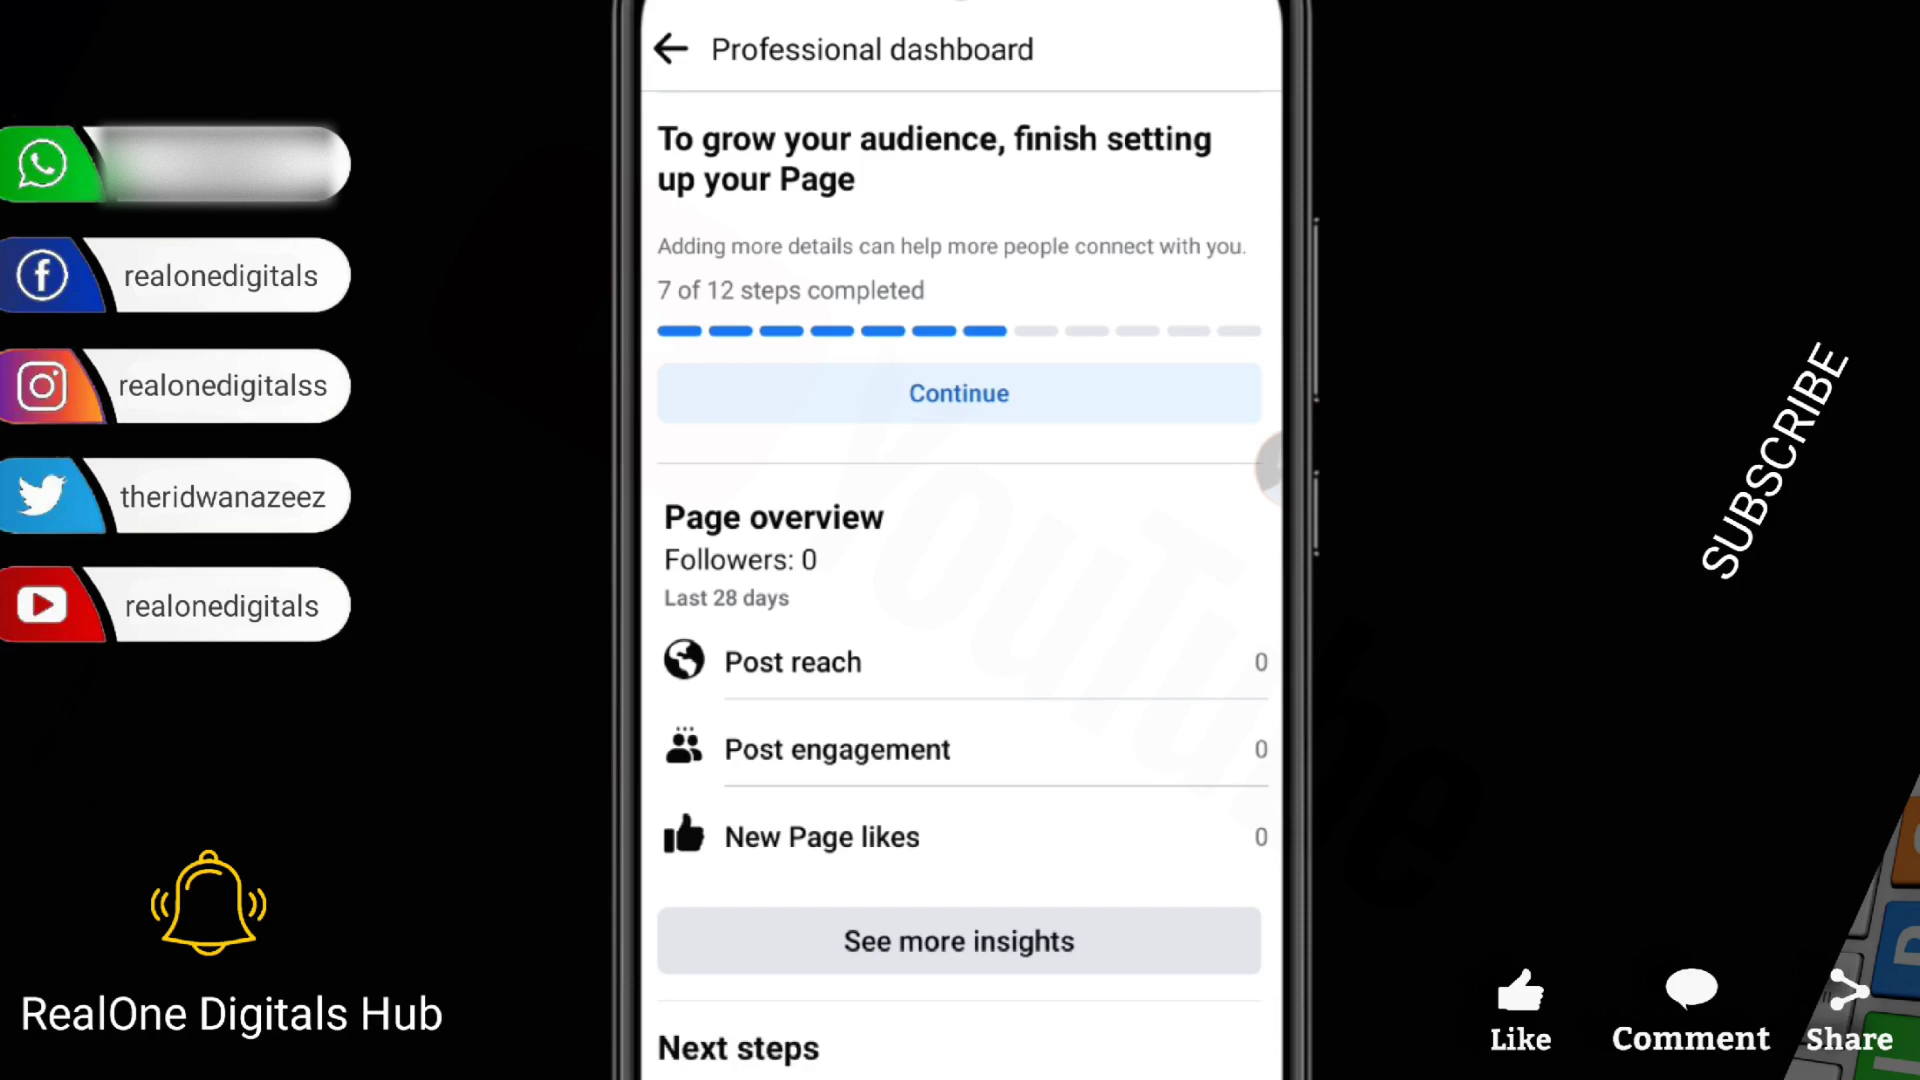 Professional dashboard
To grow your audience, finish setting
up your Page
Adding more details can help more people connect with you.
7 of 12 steps completed
Continue
Page overview
Followers: 0
Last 28 days
Post reach 0
Post engagement 0
New Page likes 0
See more insights
Next steps
realonedigitals
realonedigitalss
theridwanazeez
realonedigitals
RealOne Digitals Hub
SUBSCRIBE
YouTube
Like
Comment
Share